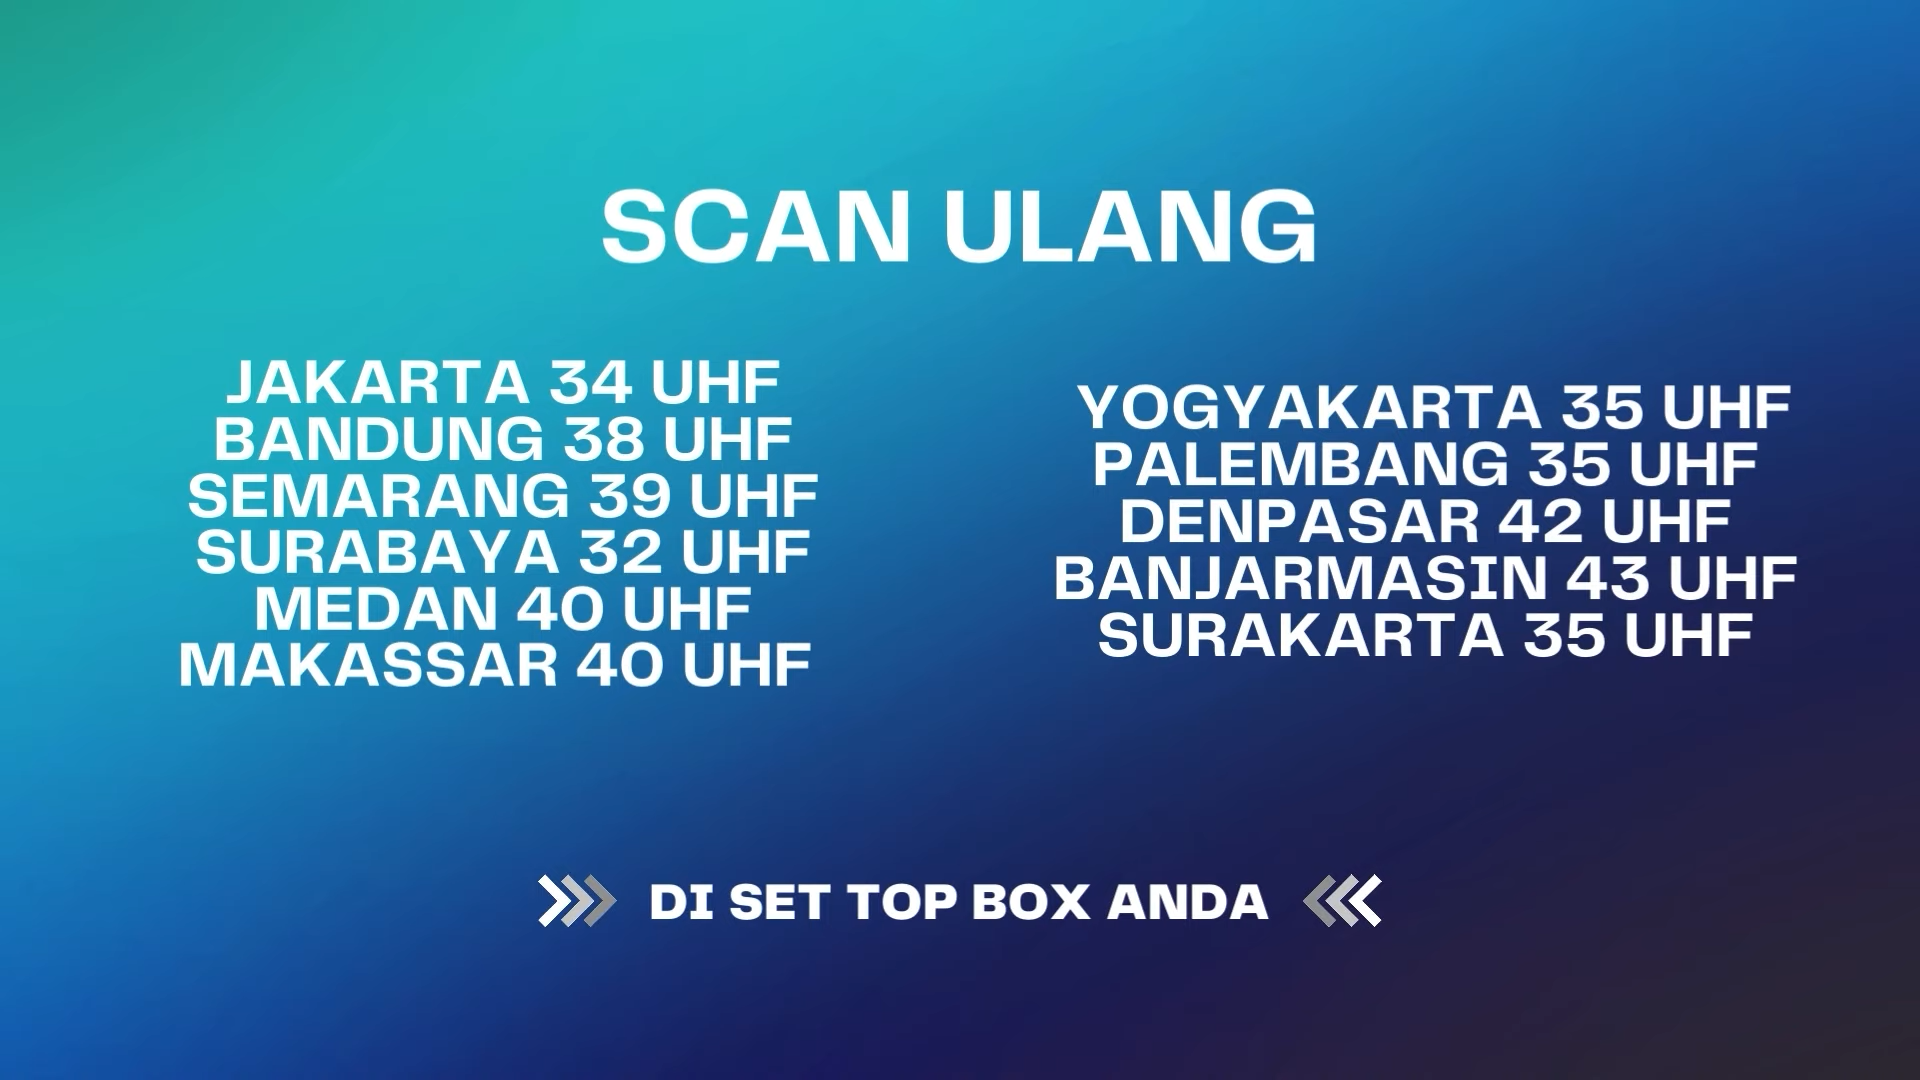 SCAN ULANG
JAKARTA 34 UHF
BANDUNG 38 UHF
SEMARANG 39 UHF
SURABAYA 32 UHF
MEDAN 40 UHF
MAKASSAR 40 UHF
YOGYAKARTA 35 UHF
PALEMBANG 35 UHF
DENPASAR 42 UHF
BANJARMASIN 43 UHF
SURAKARTA 35 UHF
DI SET TOP BOX ANDA